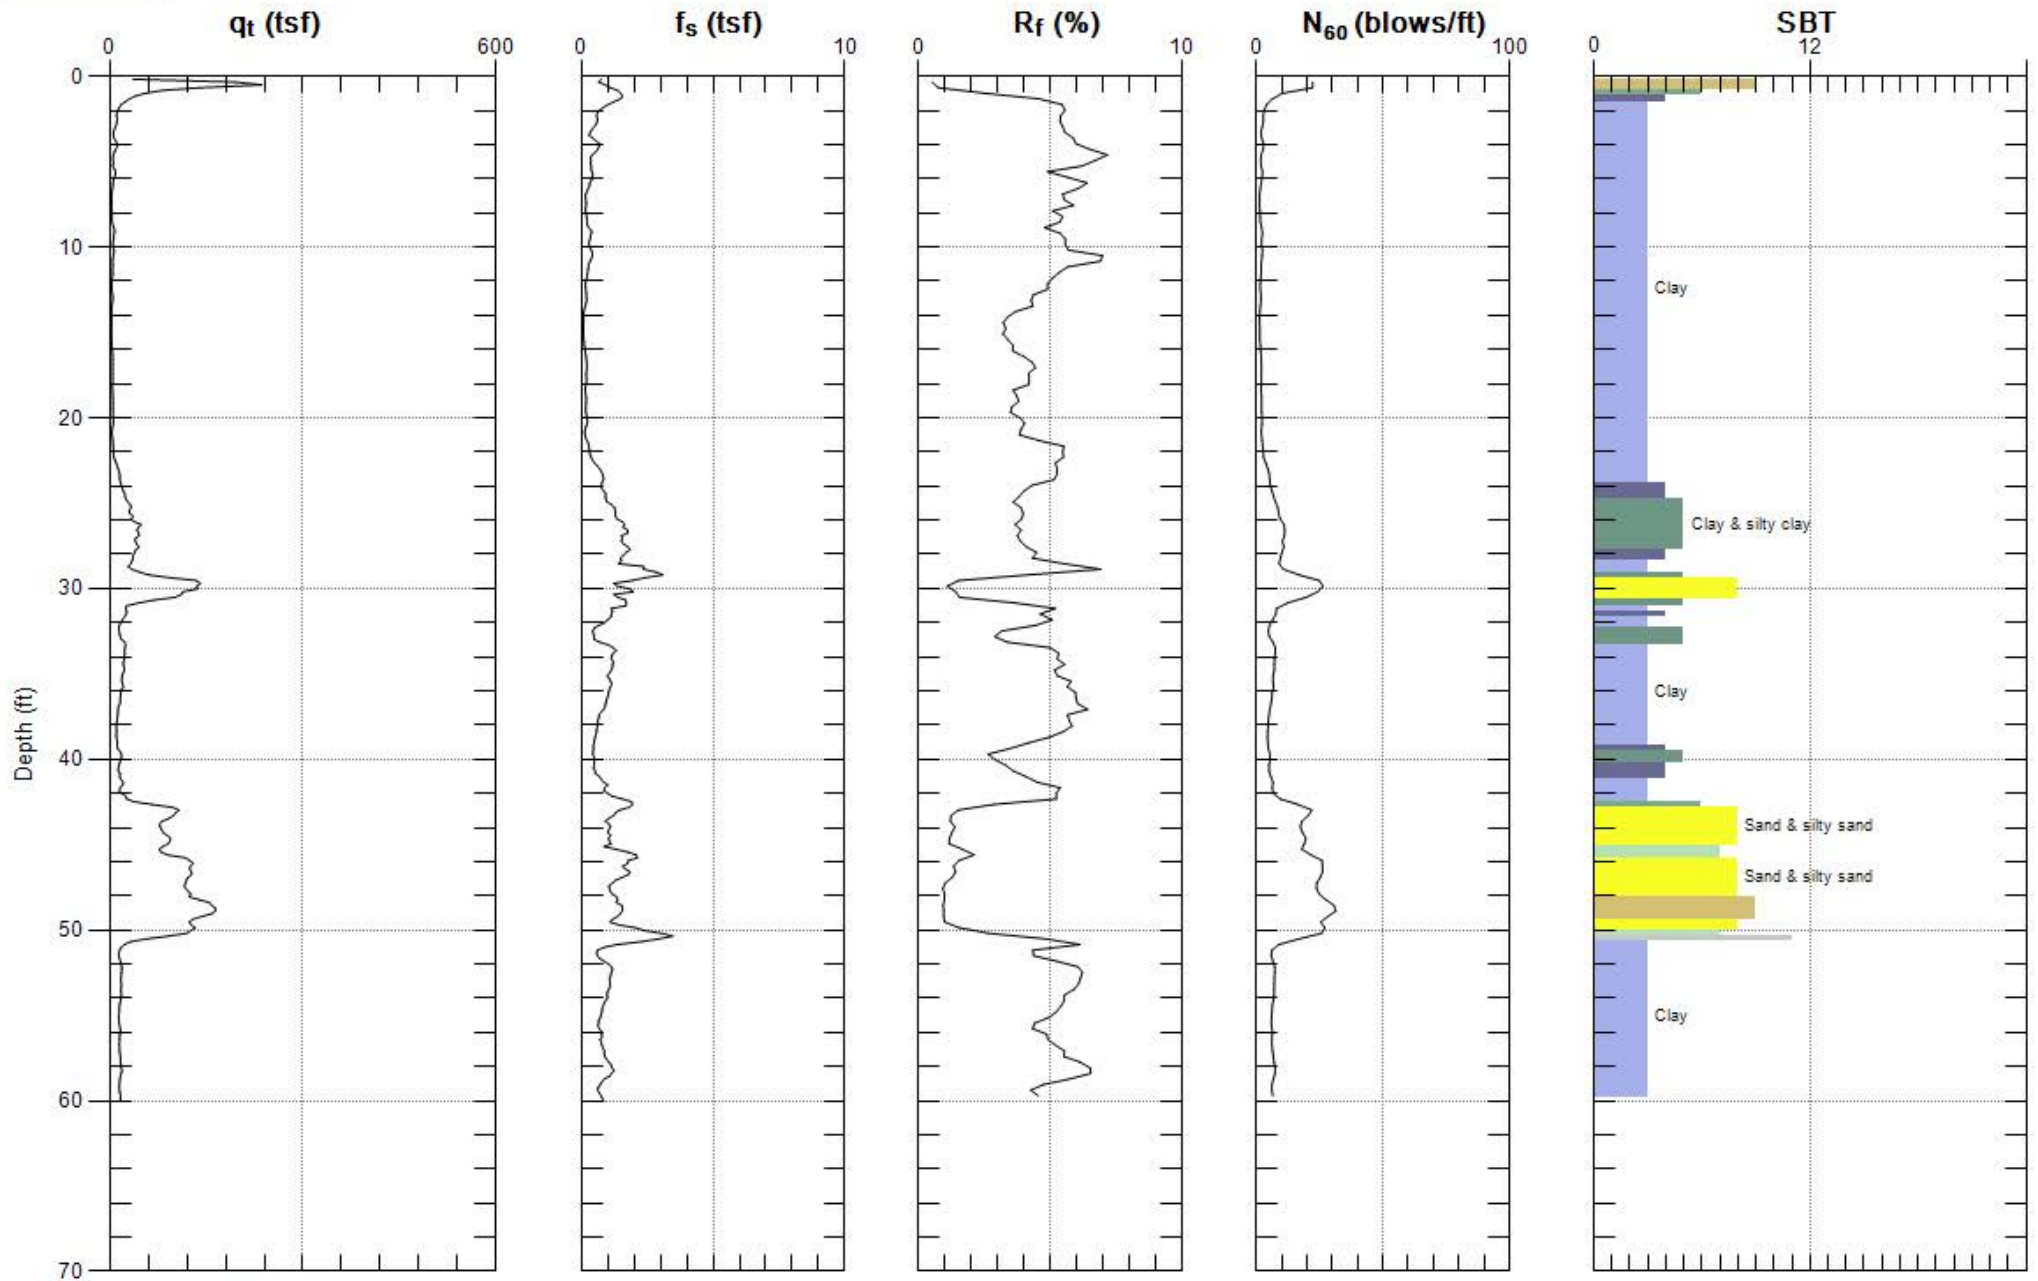 qt (tsf) fs (tsf) Rf (%) N60 (blows/ft) SBT
0 600 0 10 0 10 0 100 0 12
0
10
Clay
20
Clay & silty clay
30
Clay
Depth (ft)
40
Sand & silty sand
Sand & silty sand
50
Clay
60
70